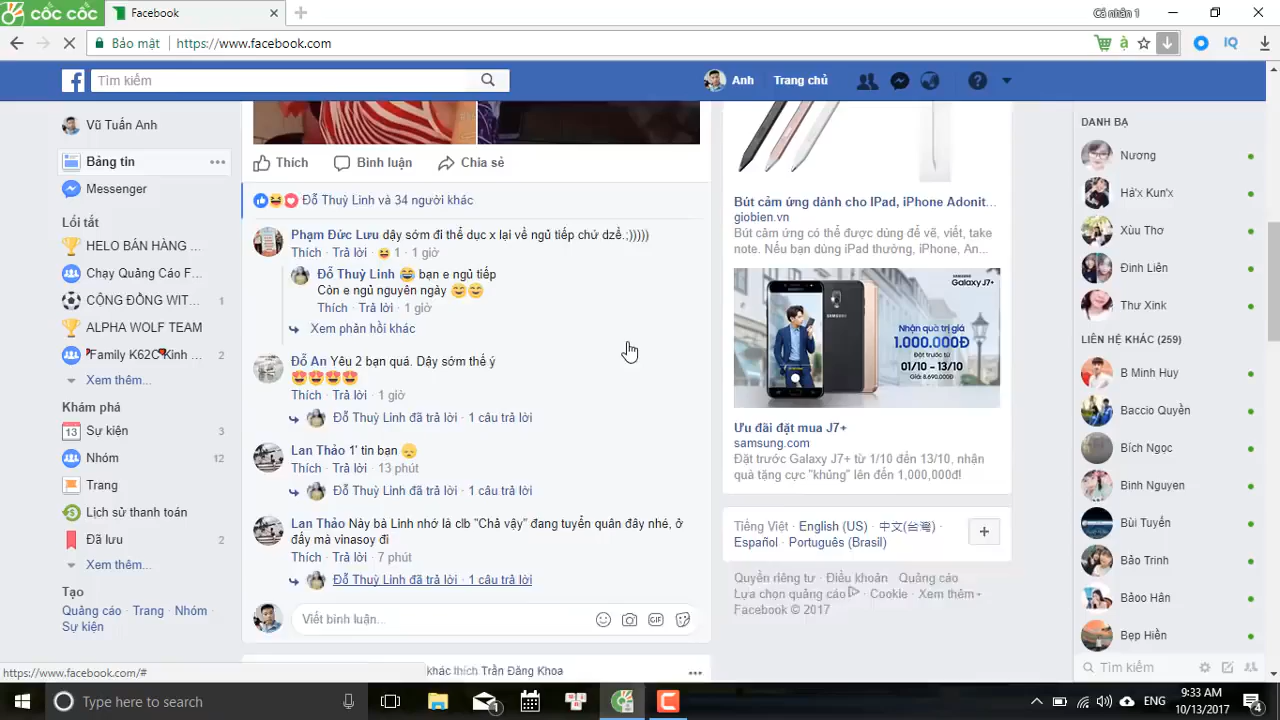 cốc cốc
Facebook
Cá nhân 1
Bảo mật
https://www.facebook.com
Tìm kiếm
Anh
Trang chủ
Vũ Tuấn Anh
Bảng tin
Messenger
Lối tắt
HELO BÁN HÀNG ...
Chạy Quảng Cáo F...
CỘNG ĐỒNG WIT...
1
ALPHA WOLF TEAM
Family K62C Kinh ...
2
Xem thêm...
Khám phá
Sự kiện
3
Nhóm
12
Trang
Lịch sử thanh toán
Đã lưu
2
Xem thêm...
Tạo
Quảng cáo · Trang · Nhóm ·
Sự kiện
Thích
Bình luận
Chia sẻ
Đỗ Thuỳ Linh và 34 người khác
Phạm Đức Lưu dậy sớm đi thể dục x lại về ngủ tiếp chứ dzề.;)))))
Thích · Trả lời · 1 · 1 giờ
Đỗ Thuỳ Linh bạn e ngủ tiếp
Còn e ngủ nguyên ngày
Thích · Trả lời · 1 giờ
Xem phản hồi khác
Đỗ An Yêu 2 bạn quá. Dậy sớm thế ý
Thích · Trả lời · 1 giờ
Đỗ Thuỳ Linh đã trả lời · 1 câu trả lời
Lan Thảo 1' tin bạn
Thích · Trả lời · 13 phút
Đỗ Thuỳ Linh đã trả lời · 1 câu trả lời
Lan Thảo Này bà Linh nhớ là clb "Chả vậy" đang tuyển quân đấy nhé, ở
đấy mà vinasoy đi
Thích · Trả lời · 7 phút
Đỗ Thuỳ Linh đã trả lời · 1 câu trả lời
Viết bình luận...
GIF
khác thích Trần Đăng Khoa
Bút cảm ứng dành cho IPad, iPhone Adonit...
giobien.vn
Bút cảm ứng có thể được dùng để vẽ, viết, take
note. Nếu bạn dùng iPad thường, iPhone, An...
SAMSUNG
Galaxy J7+
Nhận quà trị giá
1.000.000Đ
Đặt trước từ
01/10 - 13/10
Giá: 8.690.000Đ
SAMSUNG
Ưu đãi đặt mua J7+
samsung.com
Đặt trước Galaxy J7+ từ 1/10 đến 13/10, nhận
quà tặng cực "khủng" lên đến 1,000,000đ!
Tiếng Việt · English (US) · 中文(台灣) ·
Español · Português (Brasil)
Quyền riêng tư · Điều khoản · Quảng cáo ·
Lựa chọn quảng cáo · Cookie · Xem thêm
Facebook © 2017
DANH BẠ
Nương
Hà'x Kun'x
Xùu Thơ
Đinh Liên
Thư Xink
LIÊN HỆ KHÁC (259)
B Minh Huy
Baccio Quyền
Bích Ngọc
Binh Nguyen
Bùi Tuyến
Bảo Trinh
Bảoo Hân
Bẹp Hiền
Tìm kiếm
https://www.facebook.com/#
Type here to search
1
ENG
9:33 AM
10/13/2017
4